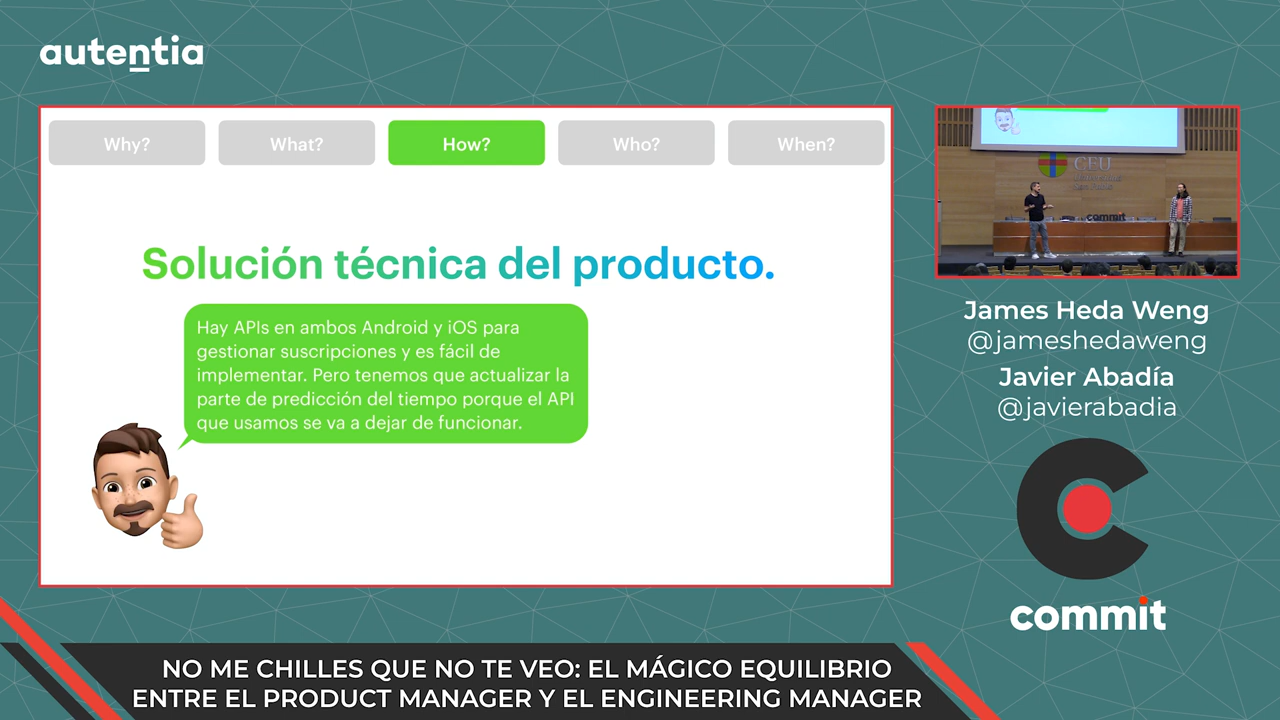 autentia
Why?
What?
How?
Who?
When?
Solución técnica del producto.
Hay APIs en ambos Android y iOS para
gestionar suscripciones y es fácil de
implementar. Pero tenemos que actualizar la
parte de predicción del tiempo porque el API
que usamos se va a dejar de funcionar.
CEU
commit
James Heda Weng
@jameshedaweng
Javier Abadía
@javierabadia
commit
NO ME CHILLES QUE NO TE VEO: EL MÁGICO EQUILIBRIO
ENTRE EL PRODUCT MANAGER Y EL ENGINEERING MANAGER